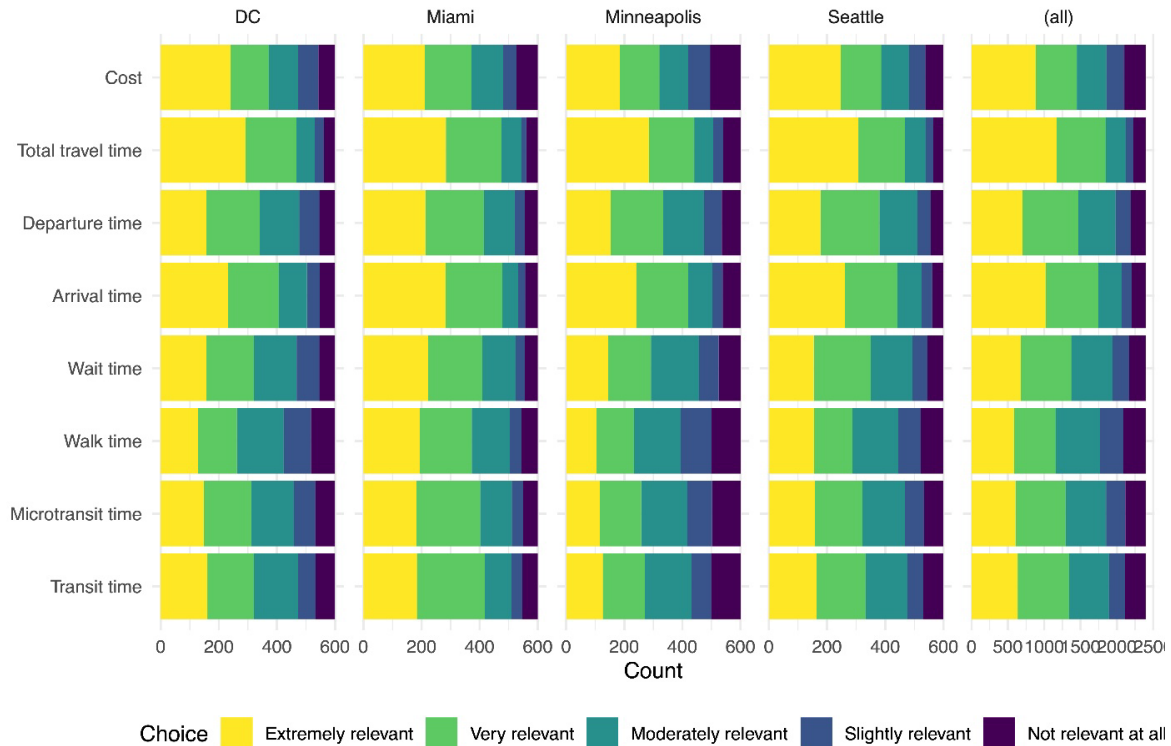 DC Miami Minneapolis Seattle (all)
Cost
Total travel time
Departure time
Arrival time
Wait time
Walk time
Microtransit time
Transit time
0 200 400 600 0 200 400 600 0 200 400 600 0 200 400 600 0 500 1000 1500 2000 2500
Count
Choice Extremely relevant Very relevant Moderately relevant Slightly relevant Not relevant at all